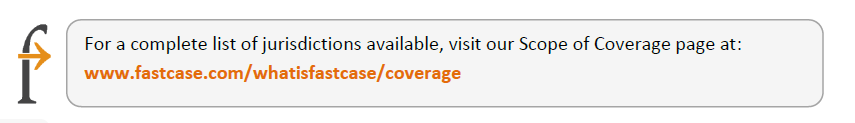 For a complete list of jurisdictions available, visit our Scope of Coverage page at:
www.fastcase.com/whatisfastcase/coverage